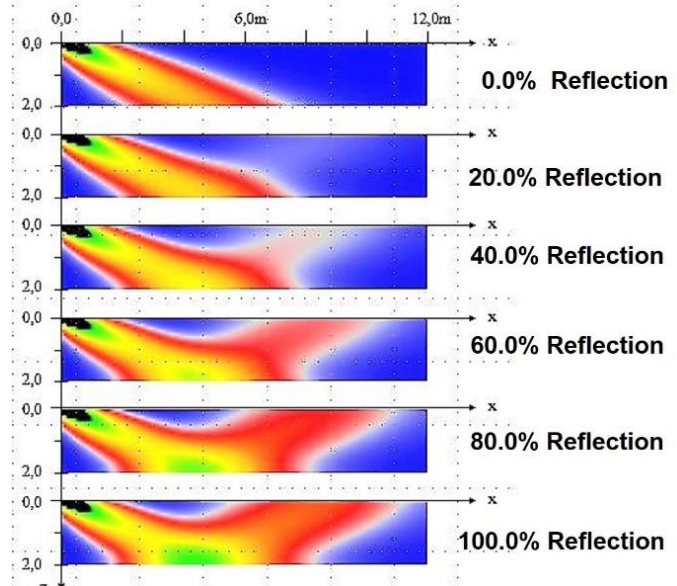 0,0 6,0m 12,0m
0,0 x
0.0% Reflection
2,0
0,0 x
20.0% Reflection
2,0
0,0 x
40.0% Reflection
2,0
0,0 x
60.0% Reflection
2,0
0,0 x
80.0% Reflection
2,0
0,0 x
100.0% Reflection
2,0